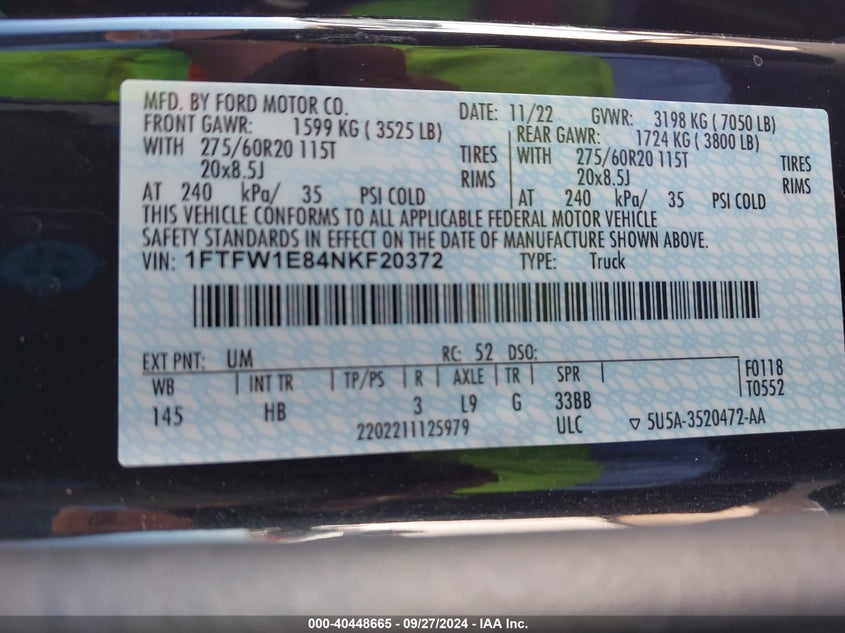 MFD. BY FORD MOTOR CO. DATE: 11/22 GVWR: 3198 KG ( 7050 LB)
FRONT GAWR: 1599 KG ( 3525 LB) REAR GAWR: 1724 KG ( 3800 LB)
WITH 275/60R20 115T TIRES WITH 275/60R20 115T TIRES
20x8.5J RIMS 20x8.5J RIMS
AT 240 kPa/ 35 PSI COLD AT 240 kPa/ 35 PSI COLD
THIS VEHICLE CONFORMS TO ALL APPLICABLE FEDERAL MOTOR VEHICLE
SAFETY STANDARDS IN EFFECT ON THE DATE OF MANUFACTURE SHOWN ABOVE.
VIN: 1FTFW1E84NKF20372 TYPE: Truck
EXT PNT: UM RC: 52 DSO: F0118
WB INT TR TP/PS R AXLE TR SPR T0552
145 HB 3 L9 G 33BB
2202211125979 ULC ▽ 5U5A-3520472-AA
000-40448665 - 09/27/2024 - IAA Inc.